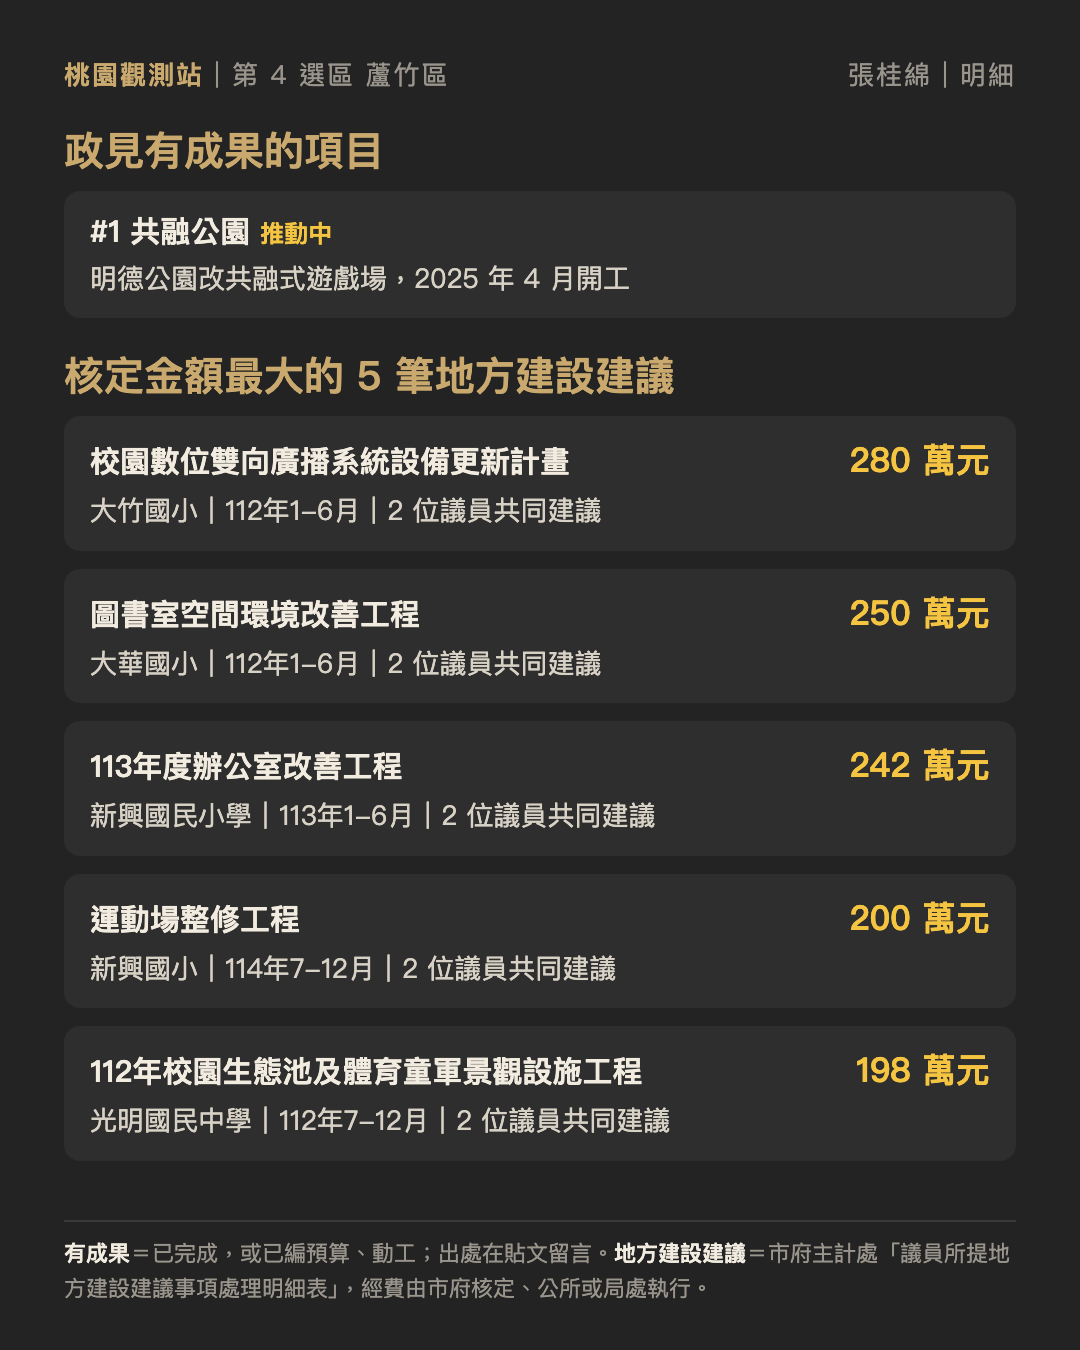 桃園觀測站｜第 4 選區 蘆竹區
張桂綿｜明細
政見有成果的項目
#1 共融公園 推動中
明德公園改共融式遊戲場，2025 年 4 月開工
核定金額最大的 5 筆地方建設建議
校園數位雙向廣播系統設備更新計畫
280 萬元
大竹國小｜112年1–6月｜2 位議員共同建議
圖書室空間環境改善工程
250 萬元
大華國小｜112年1–6月｜2 位議員共同建議
113年度辦公室改善工程
242 萬元
新興國民小學｜113年1–6月｜2 位議員共同建議
運動場整修工程
200 萬元
新興國小｜114年7–12月｜2 位議員共同建議
112年校園生態池及體育童軍景觀設施工程
198 萬元
光明國民中學｜112年7–12月｜2 位議員共同建議
有成果＝已完成，或已編預算、動工；出處在貼文留言。地方建設建議＝市府主計處「議員所提地
方建設建議事項處理明細表」，經費由市府核定、公所或局處執行。